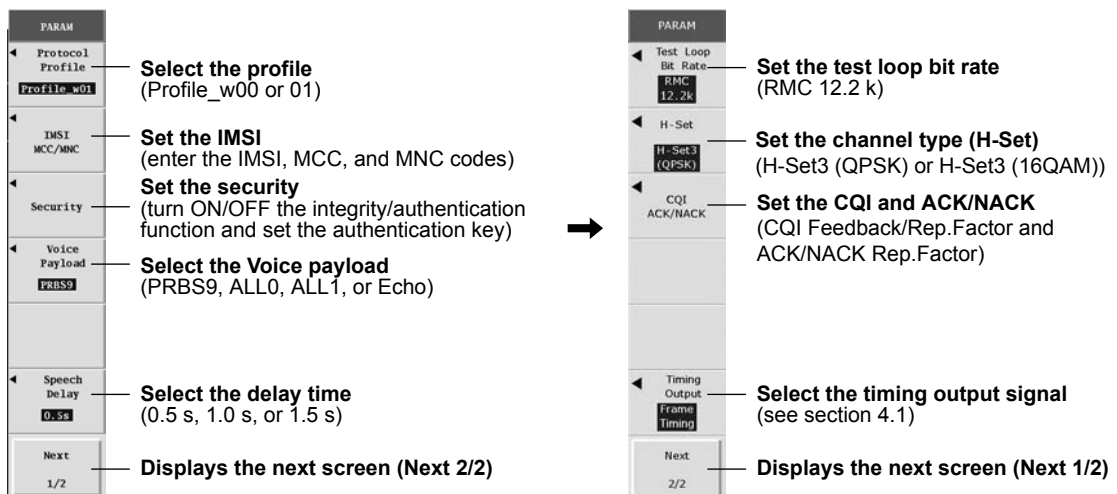 PARAM
Protocol
Profile
Profile_w01
Select the profile
(Profile_w00 or 01)
IMSI
MCC/MNC
Set the IMSI
(enter the IMSI, MCC, and MNC codes)
Security
Set the security
(turn ON/OFF the integrity/authentication
function and set the authentication key)
Voice
Payload
PRBS9
Select the Voice payload
(PRBS9, ALL0, ALL1, or Echo)
Speech
Delay
0.5s
Select the delay time
(0.5 s, 1.0 s, or 1.5 s)
Next
1/2
Displays the next screen (Next 2/2)
PARAM
Test Loop
Bit Rate
RMC
12.2k
Set the test loop bit rate
(RMC 12.2 k)
H-Set
H-Set3
(QPSK)
Set the channel type (H-Set)
(H-Set3 (QPSK) or H-Set3 (16QAM))
CQI
ACK/NACK
Set the CQI and ACK/NACK
(CQI Feedback/Rep.Factor and
ACK/NACK Rep.Factor)
Timing
Output
Frame
Timing
Select the timing output signal
(see section 4.1)
Next
2/2
Displays the next screen (Next 1/2)